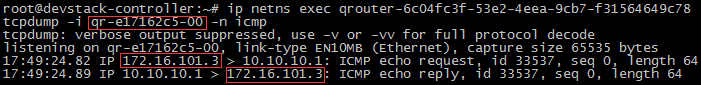 root@devstack-controller:~# ip netns exec qrouter-6c04fc3f-53e2-4eea-9cb7-f31564649c78
tcpdump -i qr-e17162c5-00 -n icmp
tcpdump: verbose output suppressed, use -v or -vv for full protocol decode
listening on qr-e17162c5-00, link-type EN10MB (Ethernet), capture size 65535 bytes
17:49:24.82 IP 172.16.101.3 > 10.10.10.1: ICMP echo request, id 33537, seq 0, length 64
17:49:24.89 IP 10.10.10.1 > 172.16.101.3: ICMP echo reply, id 33537, seq 0, length 64